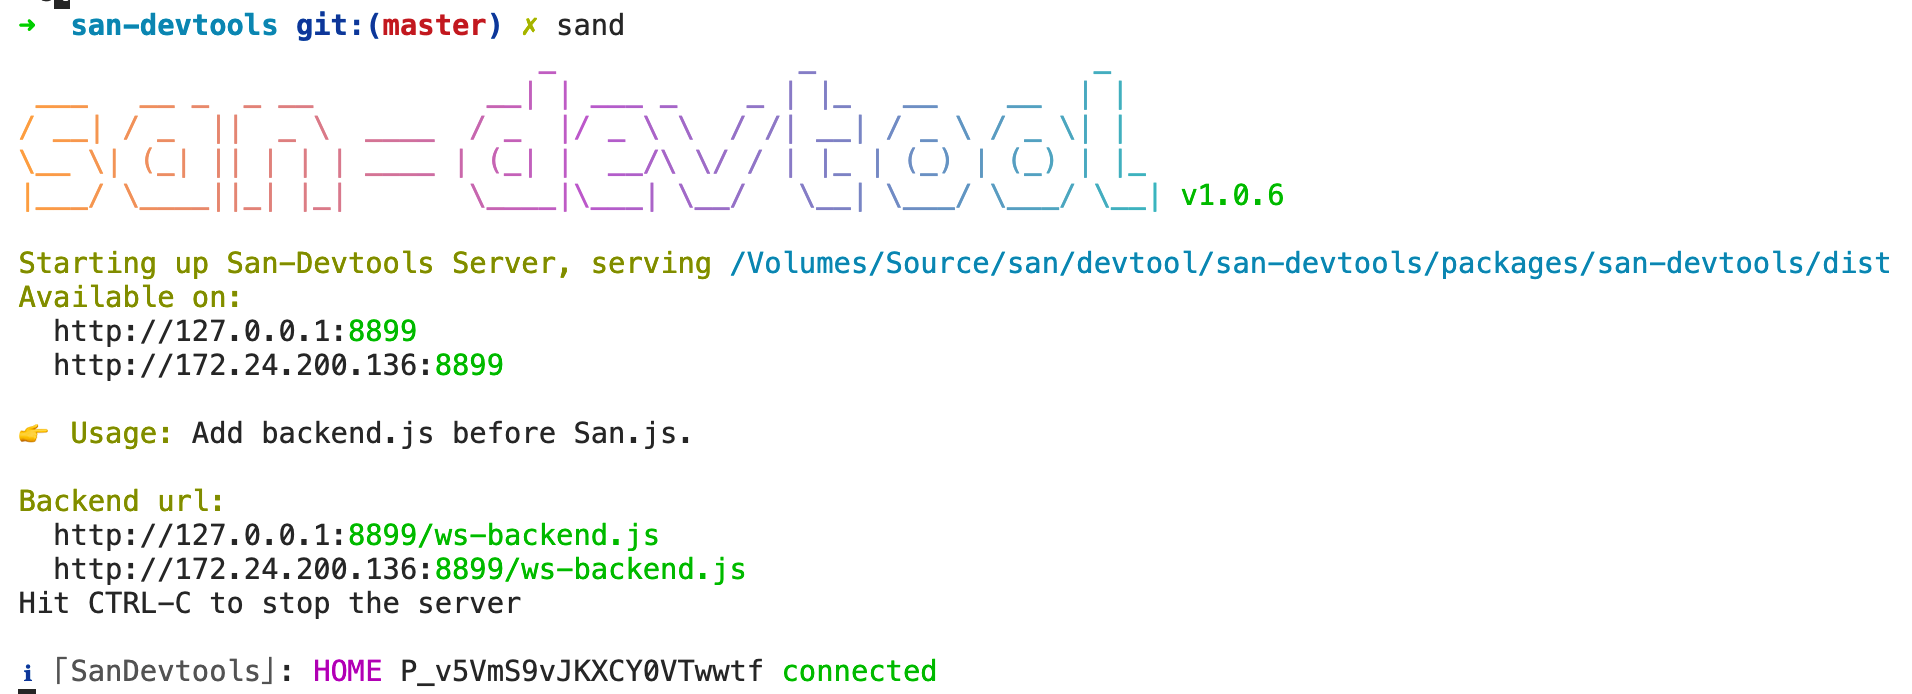 ➜  san-devtools git:(master) ✗ sand
san-devtool v1.0.6
Starting up San-Devtools Server, serving /Volumes/Source/san/devtool/san-devtools/packages/san-devtools/dist
Available on:
http://127.0.0.1:8899
http://172.24.200.136:8899
👉 Usage: Add backend.js before San.js.
Backend url:
http://127.0.0.1:8899/ws-backend.js
http://172.24.200.136:8899/ws-backend.js
Hit CTRL-C to stop the server
ℹ ⎡SanDevtools⎦: HOME P_v5VmS9vJKXCY0VTwwtf connected